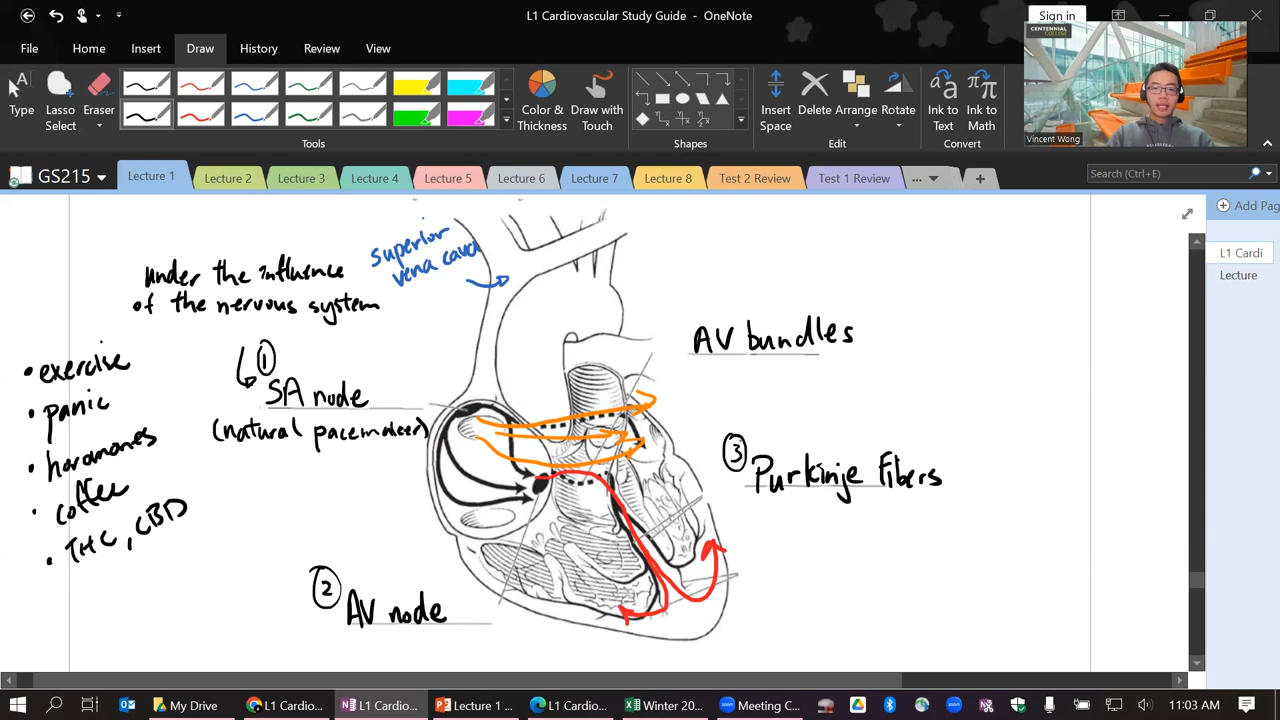 L1 Cardiovascular Study Guide - OneNote
Sign in
File Home Insert Draw History Review View
CENTENNIAL COLLEGE
Vincent Wong
Type
Lasso Select
Eraser
Color & Thickness
Draw with Touch
Insert Space
Delete
Arrange
Rotate
Ink to Text
Ink to Math
Tools
Shapes
Edit
Convert
GS215
Lecture 1
Lecture 2
Lecture 3
Lecture 4
Lecture 5
Lecture 6
Lecture 7
Lecture 8
Test 2 Review
Test 1 Review
...
Search (Ctrl+E)
Add Pag
L1 Cardi
Lecture
superior
vena cava
under the influence
of the nervous system
• exercise
• panic
• horomones
• coffee
• THC, CBD
①
SA node
(natural pacemaker)
AV bundles
③
Purkinje Fibers
②
AV node
My Drive
L1 Cardio...
L1 Cardio...
Lecture 1 ...
L1 Cardio...
Winter 20...
Meeting C...
zoom
zoom
zoom
11:03 AM